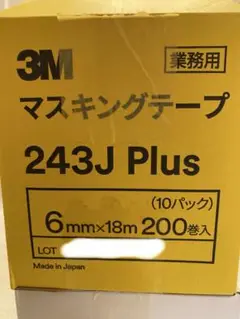 3M
業務用
マスキングテープ
243J Plus
(10パック)
6mm×18m 200巻入
LOT
Made in Japan